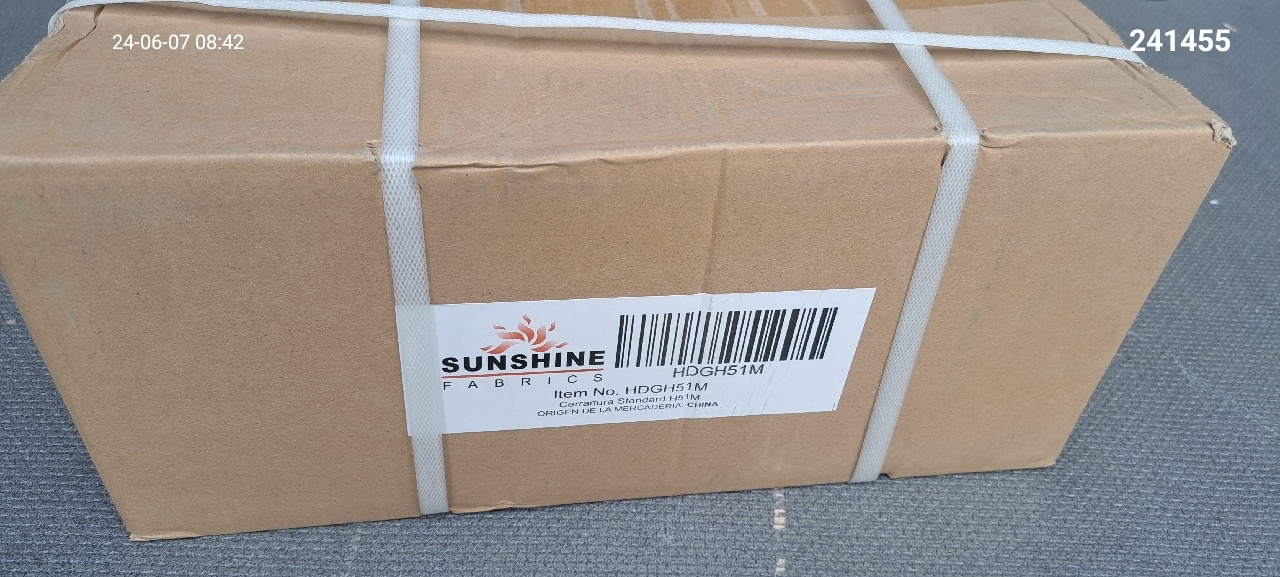 24-06-07 08:42
241455
SUNSHINE
FABRICS
HDGH51M
Item No. HDGH51M
Cerradura Standard H51M
ORIGEN DE LA MERCADERIA: CHINA